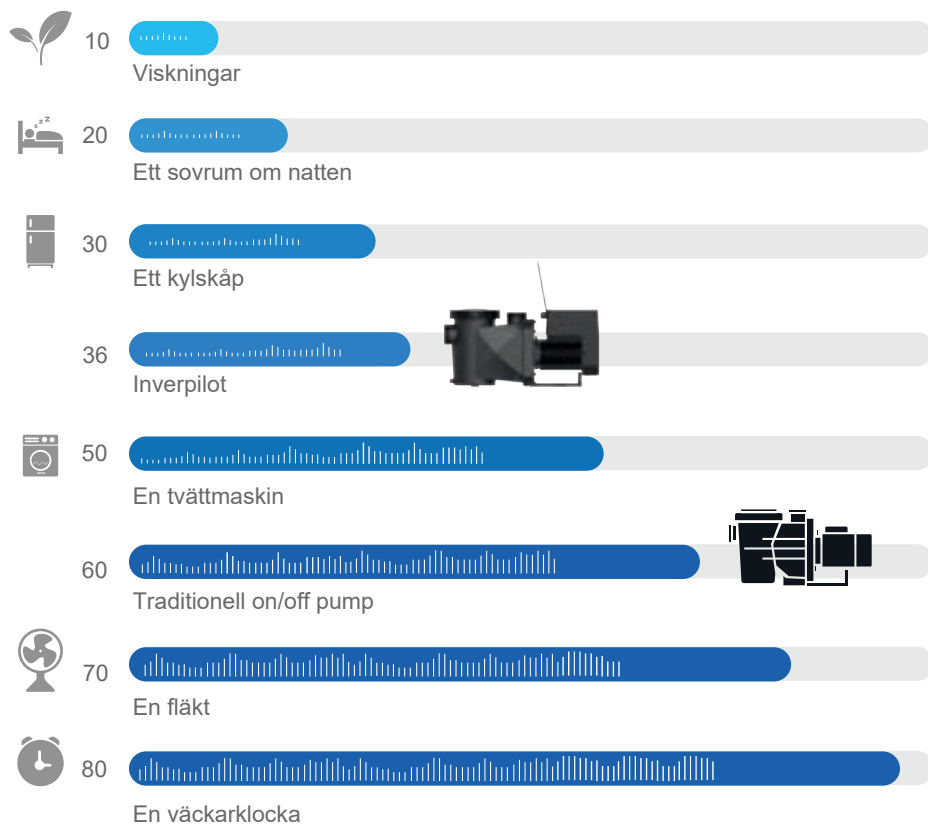 10
Viskningar
20
Ett sovrum om natten
30
Ett kylskåp
36
Inverpilot
50
En tvättmaskin
60
Traditionell on/off pump
70
En fläkt
80
En väckarklocka